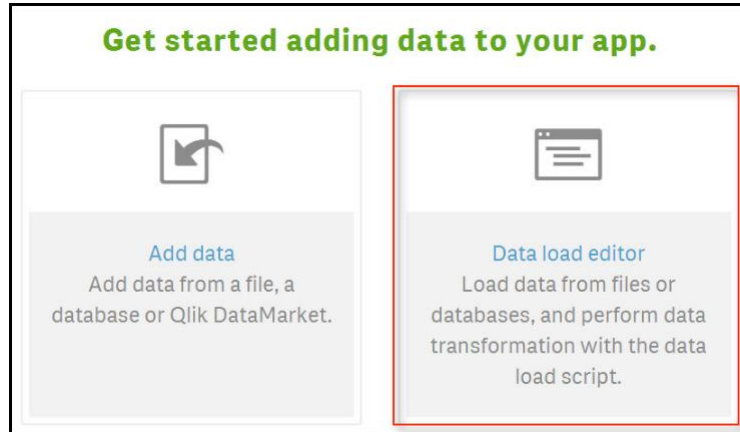 Get started adding data to your app.
Add data
Add data from a file, a
database or Qlik DataMarket.
Data load editor
Load data from files or
databases, and perform data
transformation with the data
load script.